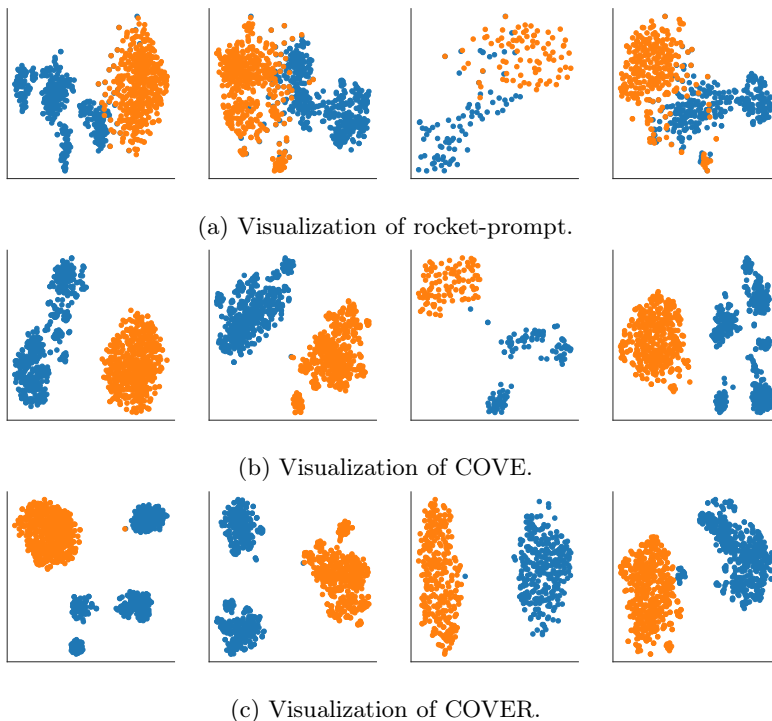 (a) Visualization of rocket-prompt.
(b) Visualization of COVE.
(c) Visualization of COVER.